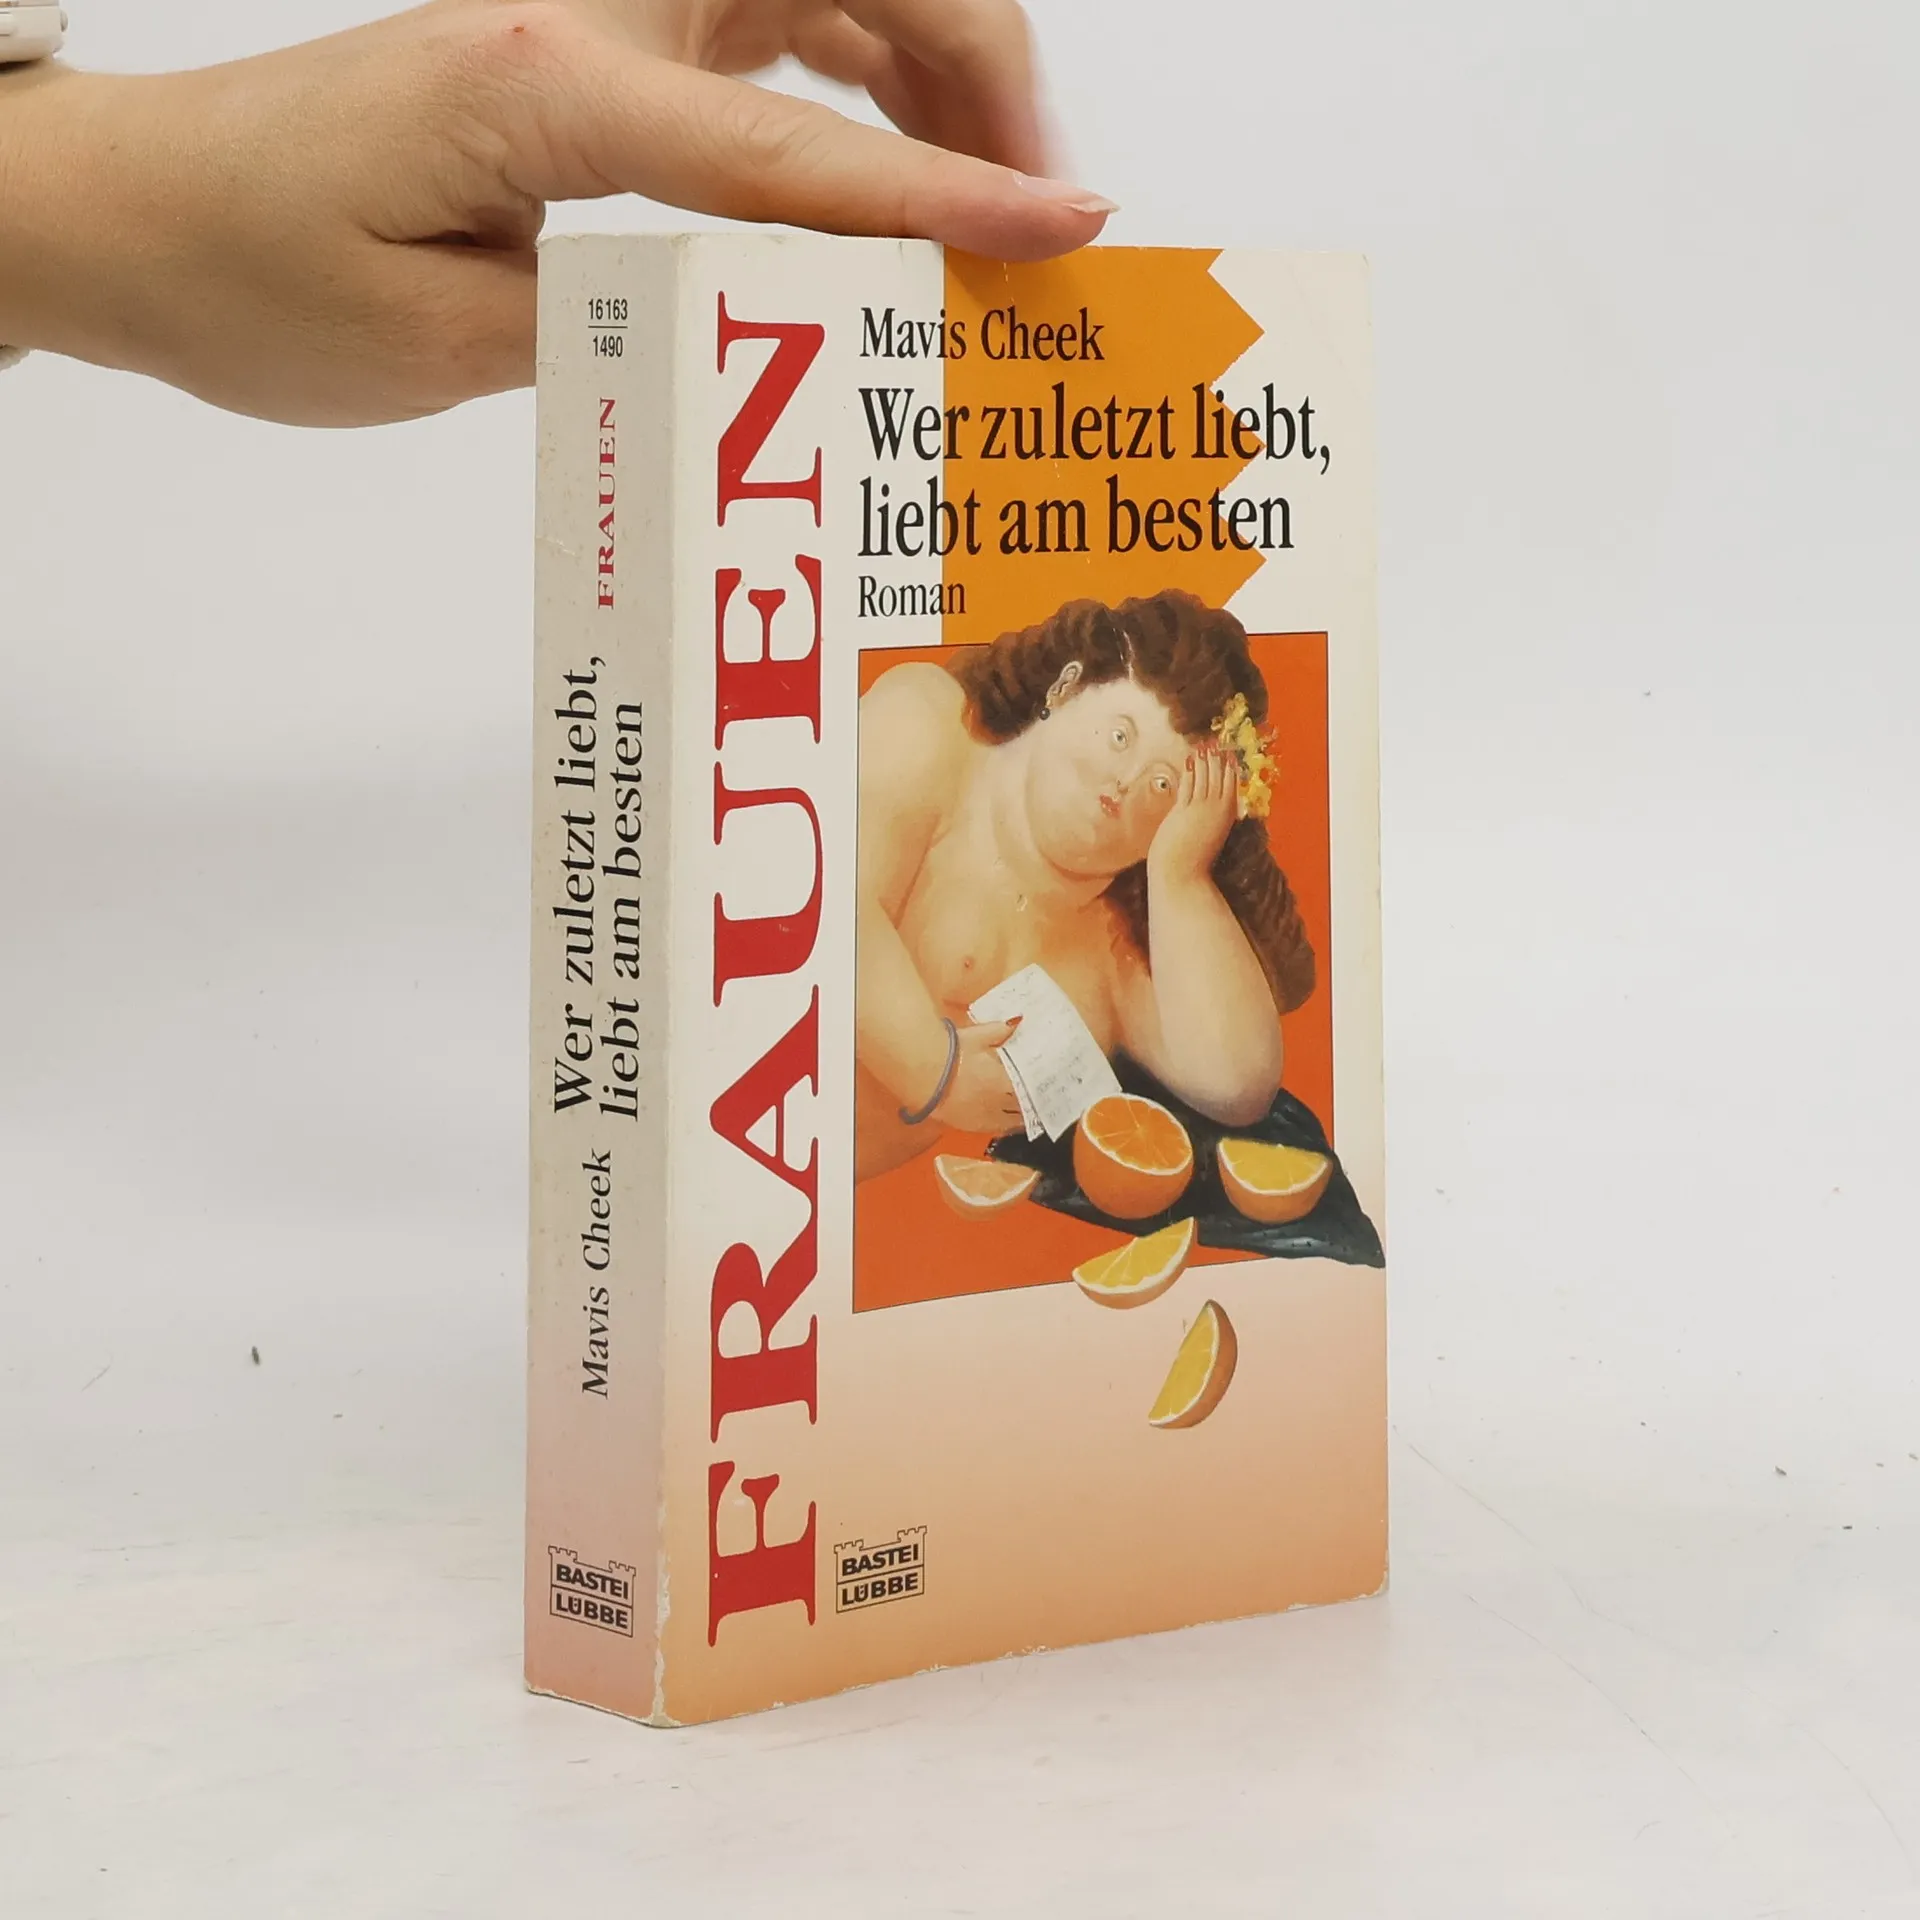 16163
1490
FRAUEN
Wer zuletzt liebt,
liebt am besten
Mavis Cheek
BASTEI
LÜBBE
FRAUEN
Mavis Cheek
Wer zuletzt liebt,
liebt am besten
Roman
BASTEI
LÜBBE